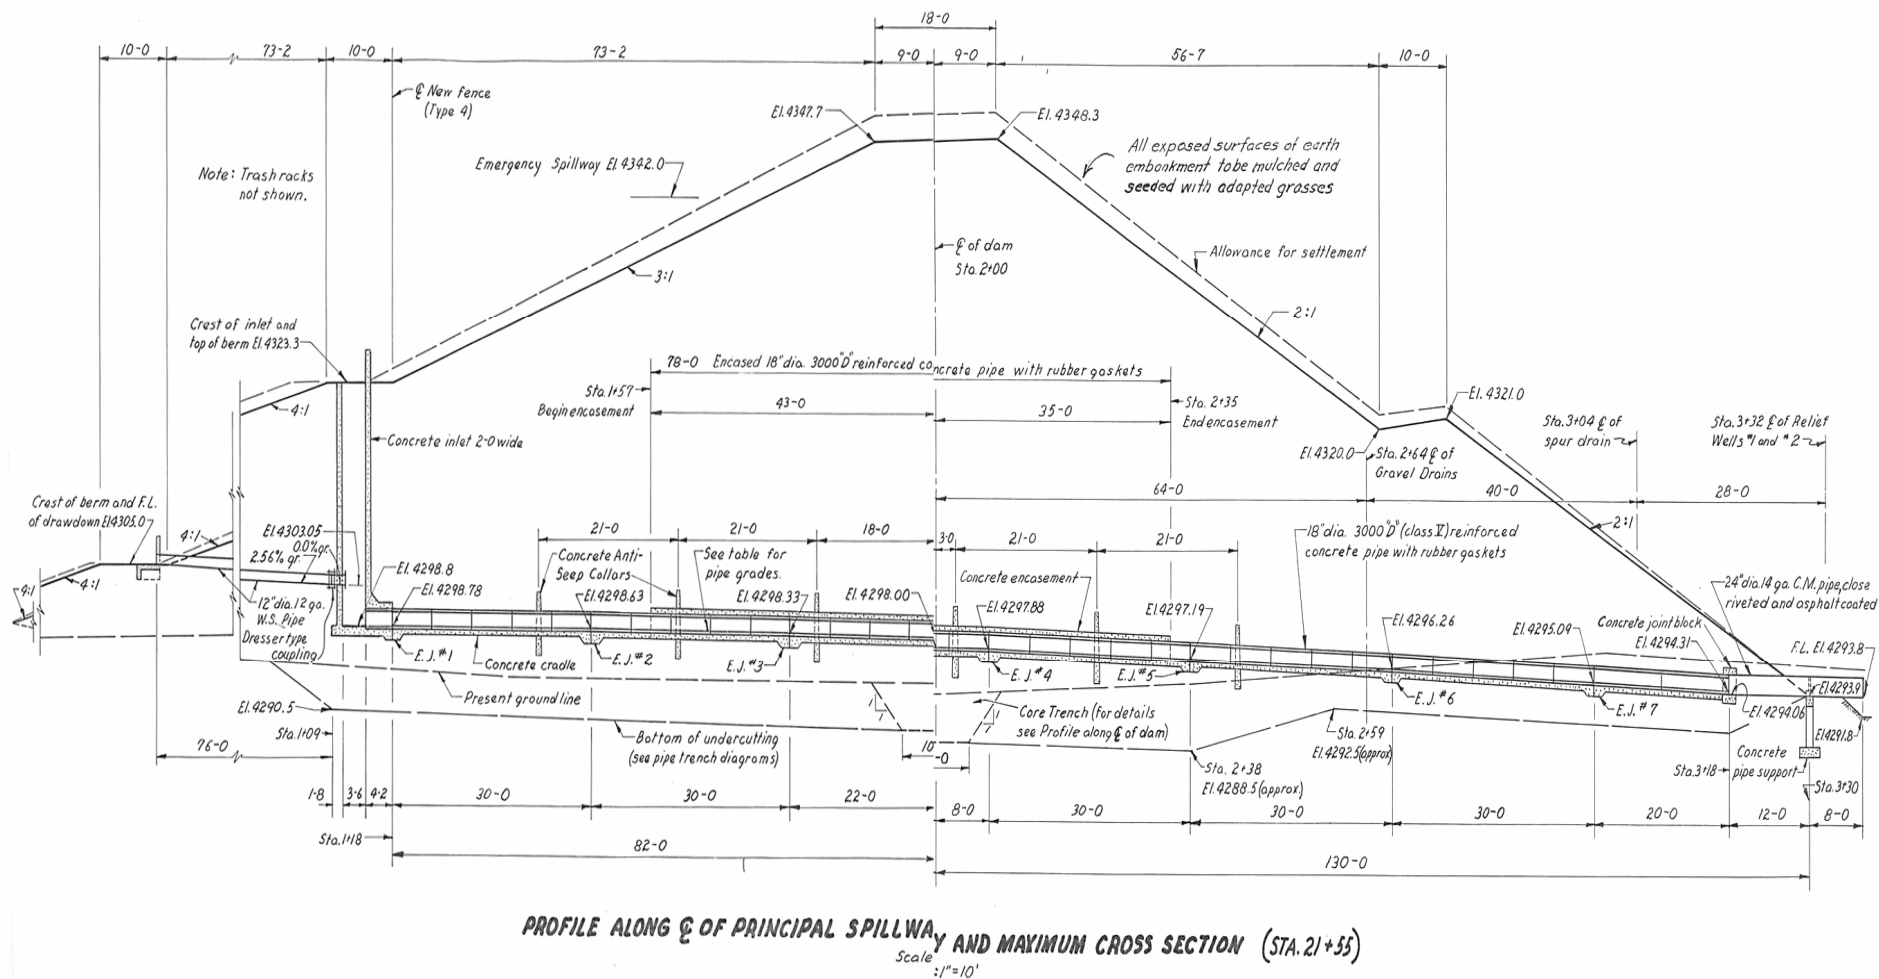 18-0
10-0
73-2
10-0
73-2
9-0
9-0
56-7
10-0
℄ New fence
(Type 4)
El. 4347.7
El. 4348.3
Note: Trash racks
not shown.
Emergency Spillway El. 4342.0
All exposed surfaces of earth
embankment to be mulched and
seeded with adapted grasses
℄ of dam
Sta. 2+00
Allowance for settlement
3:1
2:1
Crest of inlet and
top of berm El. 4323.3
78-0 Encased 18" dia. 3000 "D" reinforced concrete pipe with rubber gaskets
Sta. 1+57
Begin encasement
43-0
35-0
Sta. 2+35
End encasement
El. 4321.0
4:1
Concrete inlet 2-0 wide
El. 4320.0
Sta. 2+64 ℄ of
Gravel Drains
Sta. 3+04 ℄ of
spur drain
Sta. 3+32 ℄ of Relief
Wells #1 and #2
64-0
40-0
28-0
Crest of berm and F.L.
of drawdown El 4305.0
El. 4303.05
4:1
0.0% gr.
2.56% gr.
21-0
21-0
18-0
3-0
21-0
21-0
2:1
18" dia. 3000 "D" (class V) reinforced
concrete pipe with rubber gaskets
Concrete Anti-
Seep Collars
See table for
pipe grades.
Concrete encasement
4:1
4:1
El. 4298.8
El. 4298.78
El. 4298.63
El. 4298.33
El. 4298.00
El. 4297.88
El. 4297.19
El. 4296.26
El. 4295.09
24" dia. 14 ga. C.M. pipe, close
riveted and asphalt coated
Concrete joint block
El. 4294.31
F.L. El. 4293.8
12" dia. 12 ga.
W.S. Pipe
Dresser type
coupling
E.J. #1
Concrete cradle
E.J. #2
E.J. #3
E.J. #4
E.J. #5
E.J. #6
E.J. #7
El. 4293.9
El. 4294.06
El. 4291.8
Present ground line
El. 4290.5
Sta. 1+09
76-0
Bottom of undercutting
(see pipe trench diagrams)
1
1
10
-0
Core Trench (for details
see Profile along ℄ of dam)
1
1
Sta. 2+38
El. 4288.5 (approx)
Sta. 2+59
El. 4292.5 (approx)
Sta. 3+18
Concrete
pipe support
Sta. 3+30
1-8
3-6
4-2
30-0
30-0
22-0
8-0
30-0
30-0
30-0
20-0
12-0
8-0
Sta. 1+18
82-0
130-0
PROFILE ALONG ℄ OF PRINCIPAL SPILLWAY AND MAXIMUM CROSS SECTION (STA. 21+55)
Scale
:1"=10'